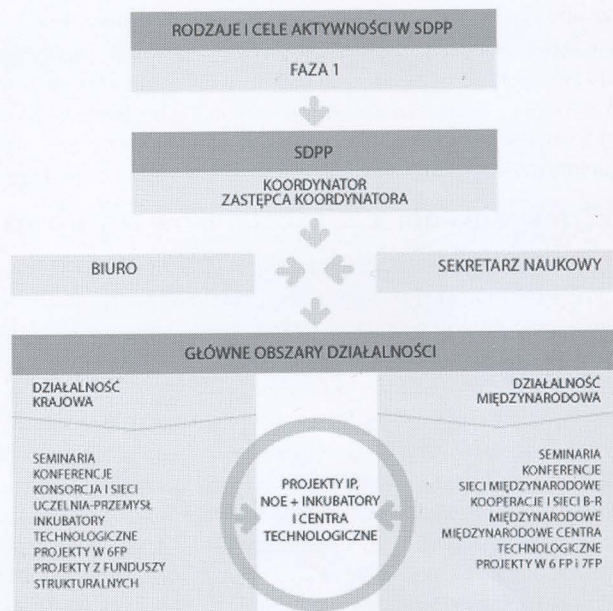 RODZAJE I CELE AKTYWNOŚCI W SDPP
FAZA 1
SDPP
KOORDYNATOR
ZASTĘPCA KOORDYNATORA
BIURO
SEKRETARZ NAUKOWY
GŁÓWNE OBSZARY DZIAŁALNOŚCI
DZIAŁALNOŚĆ
KRAJOWA
SEMINARIA
KONFERENCJE
KONSORCJA I SIECI
UCZELNIA-PRZEMYSŁ
INKUBATORY
TECHNOLOGICZNE
PROJEKTY W 6FP
PROJEKTY Z FUNDUSZY
STRUKTURALNYCH
PROJEKTY IP,
NOE + INKUBATORY
I CENTRA
TECHNOLOGICZNE
DZIAŁALNOŚĆ
MIĘDZYNARODOWA
SEMINARIA
KONFERENCJE
SIECI MIĘDZYNARODOWE
KOOPERACJE I SIECI B-R
MIĘDZYNARODOWE
MIĘDZYNARODOWE CENTRA
TECHNOLOGICZNE
PROJEKTY W 6 FP i 7FP